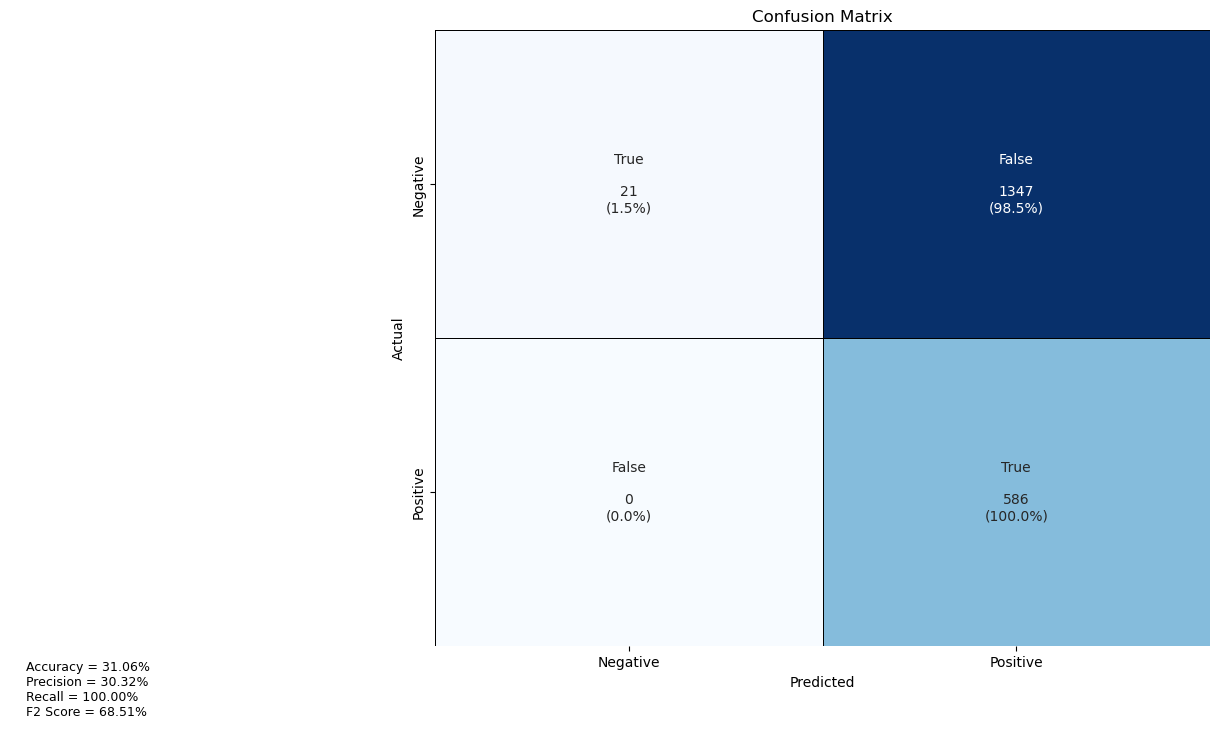 Confusion Matrix
Negative
True
21
(1.5%)
False
1347
(98.5%)
Actual
Positive
False
0
(0.0%)
True
586
(100.0%)
Negative
Positive
Predicted
Accuracy = 31.06%
Precision = 30.32%
Recall = 100.00%
F2 Score = 68.51%